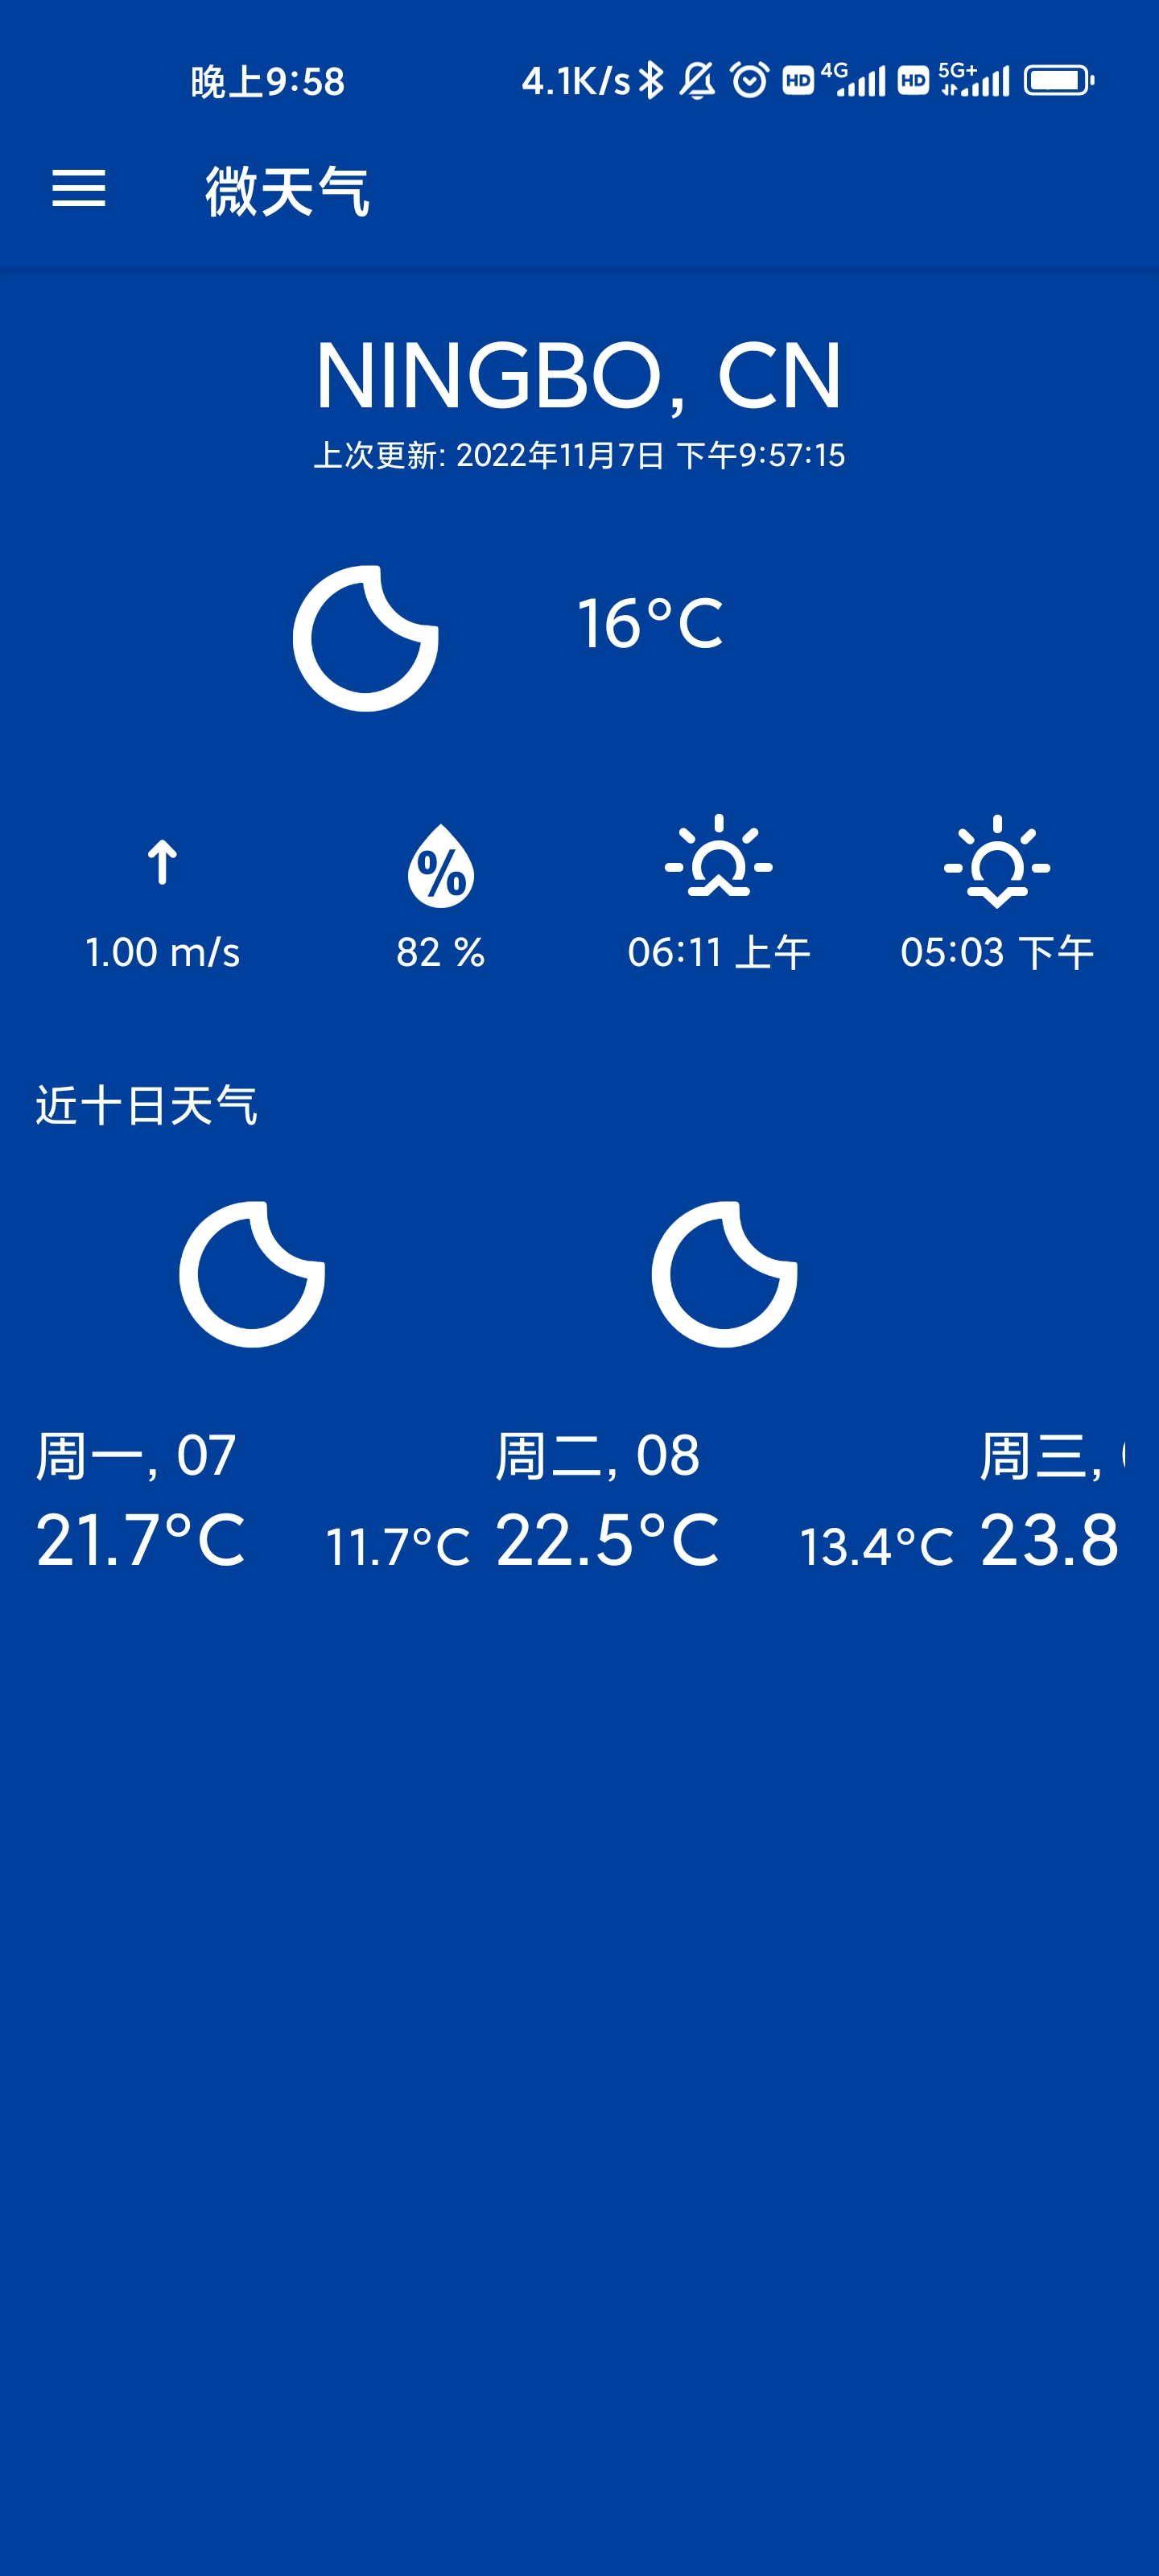 晚上9:58 4.1K/s HD 4G HD 5G+
微天气
NINGBO, CN
上次更新: 2022年11月7日 下午9:57:15
16°C
%
1.00 m/s 82 % 06:11 上午 05:03 下午
近十日天气
周一, 07 周二, 08 周三,
21.7°C 11.7°C 22.5°C 13.4°C 23.8